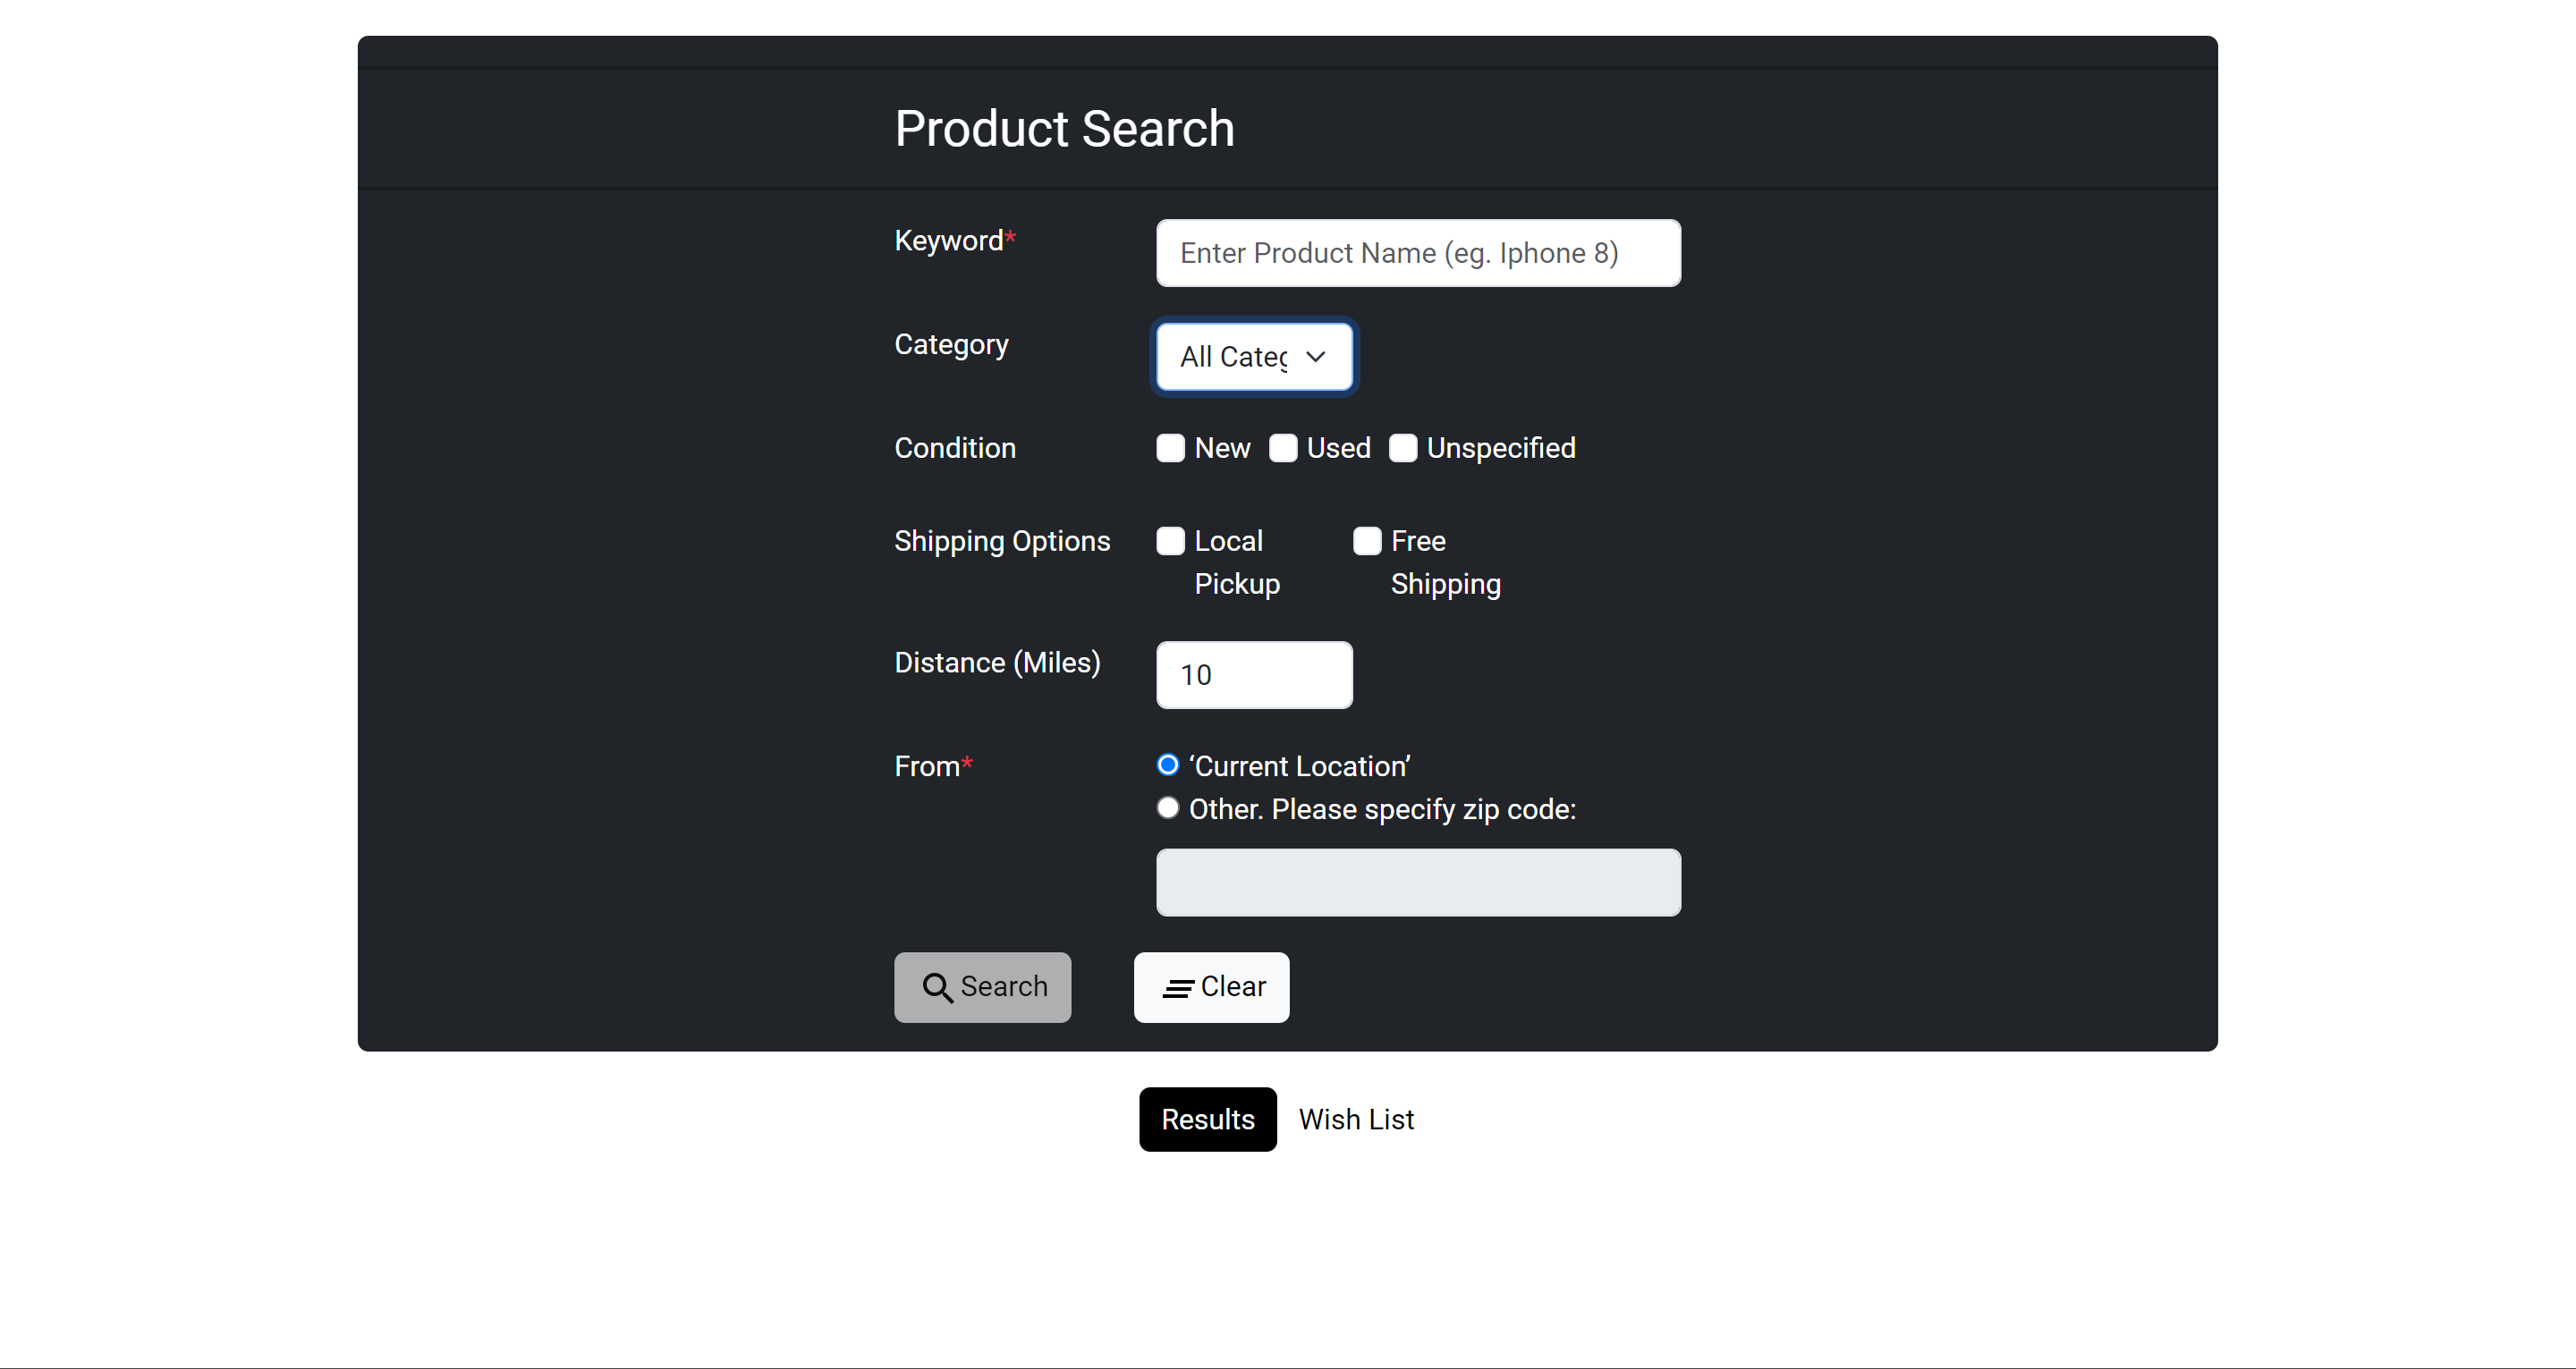 Product Search
Keyword*
Enter Product Name (eg. Iphone 8)
Category
All Categ
Condition
New Used Unspecified
Shipping Options
Local Pickup
Free Shipping
Distance (Miles)
10
From*
‘Current Location’
Other. Please specify zip code:
Search
Clear
Results
Wish List